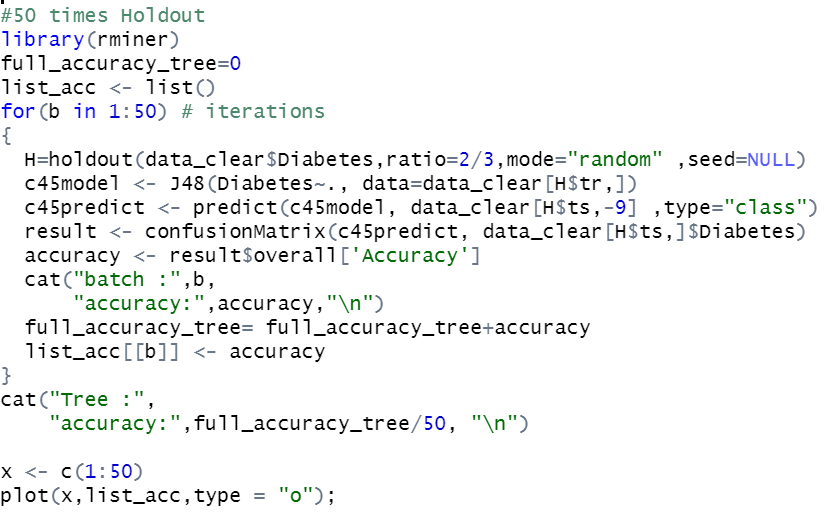 #50 times Holdout
library(rminer)
full_accuracy_tree=0
list_acc <- list()
for(b in 1:50) # iterations
{
  H=holdout(data_clear$Diabetes,ratio=2/3,mode="random" ,seed=NULL)
  c45model <- J48(Diabetes~., data=data_clear[H$tr,])
  c45predict <- predict(c45model, data_clear[H$ts,-9] ,type="class")
  result <- confusionMatrix(c45predict, data_clear[H$ts,]$Diabetes)
  accuracy <- result$overall['Accuracy']
  cat("batch :",b,
      "accuracy:",accuracy,"\n")
  full_accuracy_tree= full_accuracy_tree+accuracy
  list_acc[[b]] <- accuracy
}
cat("Tree :",
    "accuracy:",full_accuracy_tree/50, "\n")

x <- c(1:50)
plot(x,list_acc,type = "o");